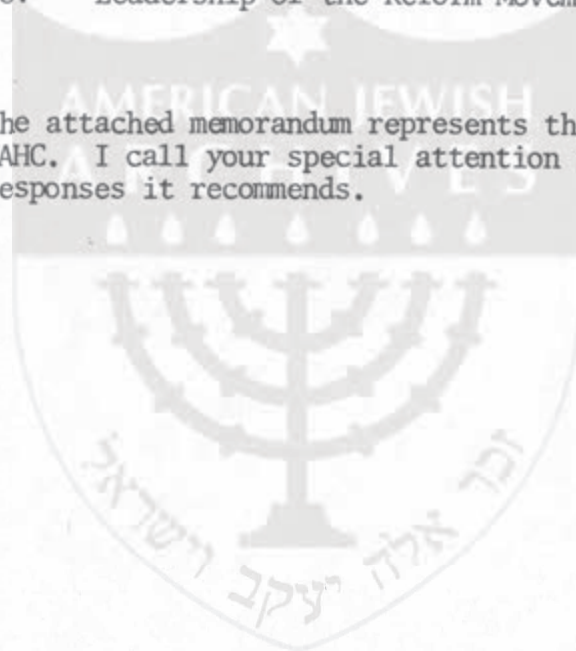 Leadership of the Reform Movem
AMERICAN JEWISH
he attached memorandum represents th
AHC. I call your special attention
ARCHIVES
esponses it recommends.
זכר אלה יעקב וישראל